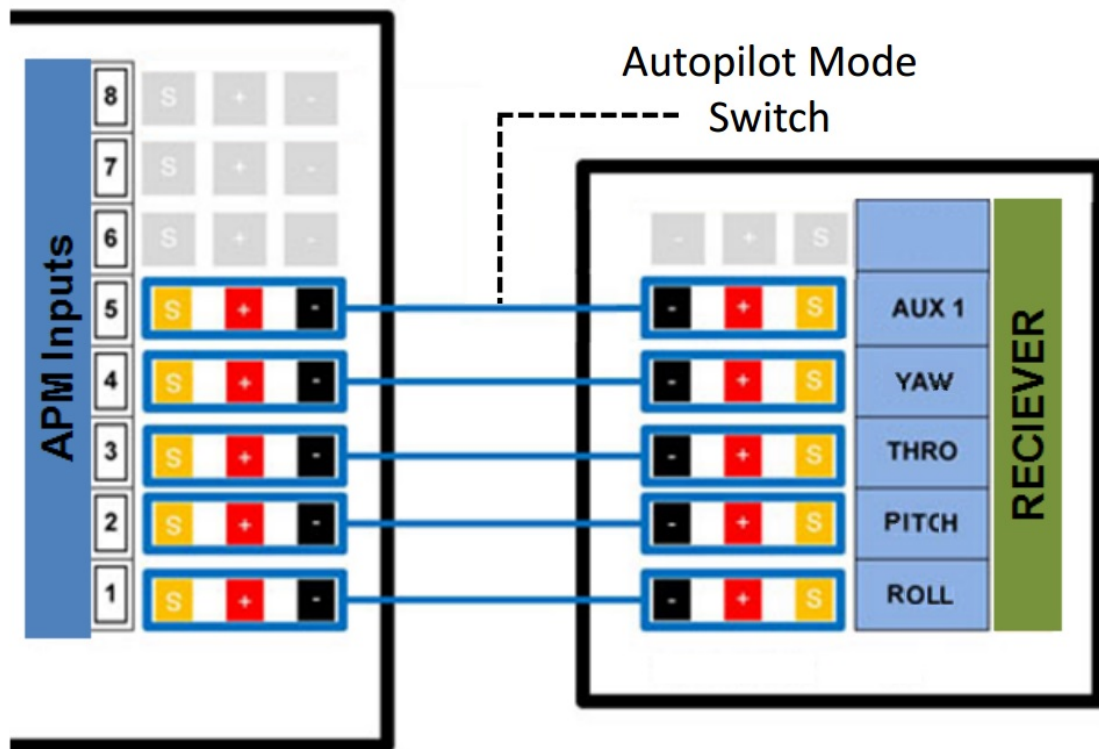 Autopilot Mode
Switch
APM Inputs
8 S + -
7 S + -
6 S + -
5 S + -
4 S + -
3 S + -
2 S + -
1 S + -
- + S
- + S AUX 1
- + S YAW
- + S THRO
- + S PITCH
- + S ROLL
RECIEVER